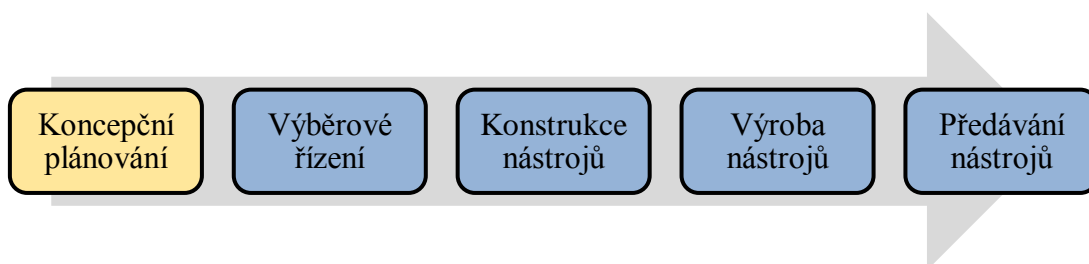 Koncepční
plánování
Výběrové
řízení
Konstrukce
nástrojů
Výroba
nástrojů
Předávání
nástrojů